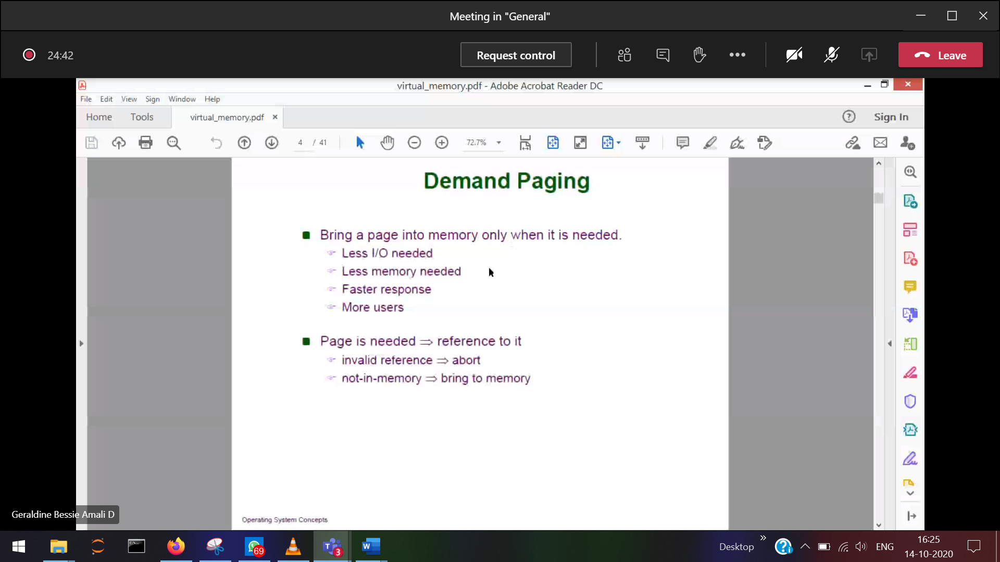 Meeting in "General"
24:42
Request control
Leave
virtual_memory.pdf - Adobe Acrobat Reader DC
File Edit View Sign Window Help
Home Tools virtual_memory.pdf Sign In
4 / 41 72.7%
Demand Paging
Bring a page into memory only when it is needed.
Less I/O needed
Less memory needed
Faster response
More users
Page is needed ⇒ reference to it
invalid reference ⇒ abort
not-in-memory ⇒ bring to memory
Geraldine Bessie Amali D
Operating System Concepts
69
3
Desktop
ENG
16:25
14-10-2020